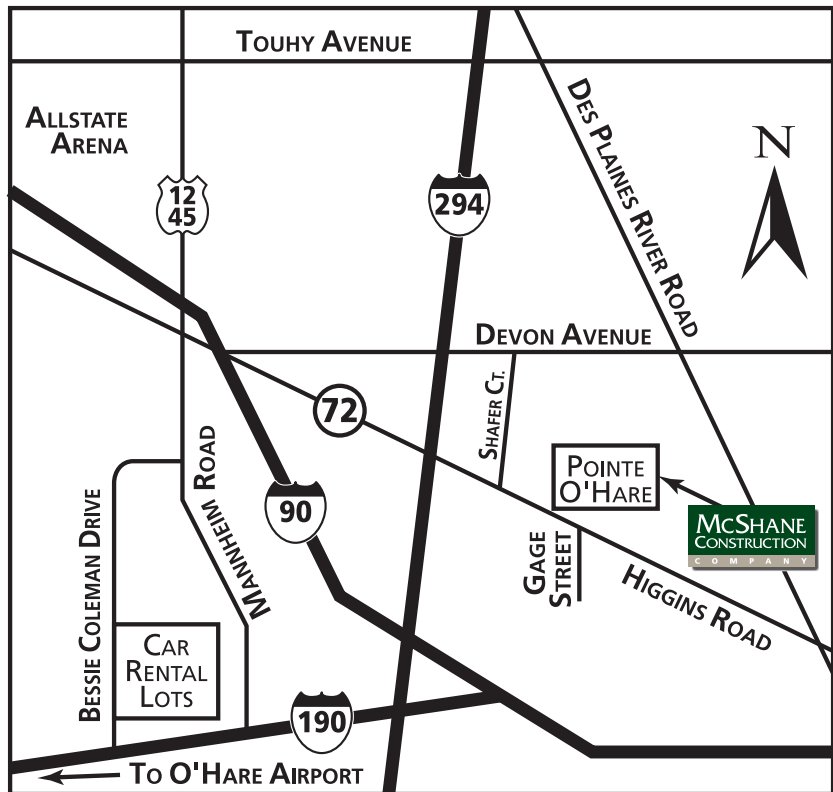 TOUHY AVENUE
ALLSTATE
ARENA
12
45
294
DES PLAINES RIVER ROAD
N
DEVON AVENUE
SHAFER CT.
72
MANNHEIM ROAD
BESSIE COLEMAN DRIVE
90
POINTE
O'HARE
MCSHANE
CONSTRUCTION
COMPANY
GAGE
STREET
HIGGINS ROAD
CAR
RENTAL
LOTS
190
TO O'HARE AIRPORT